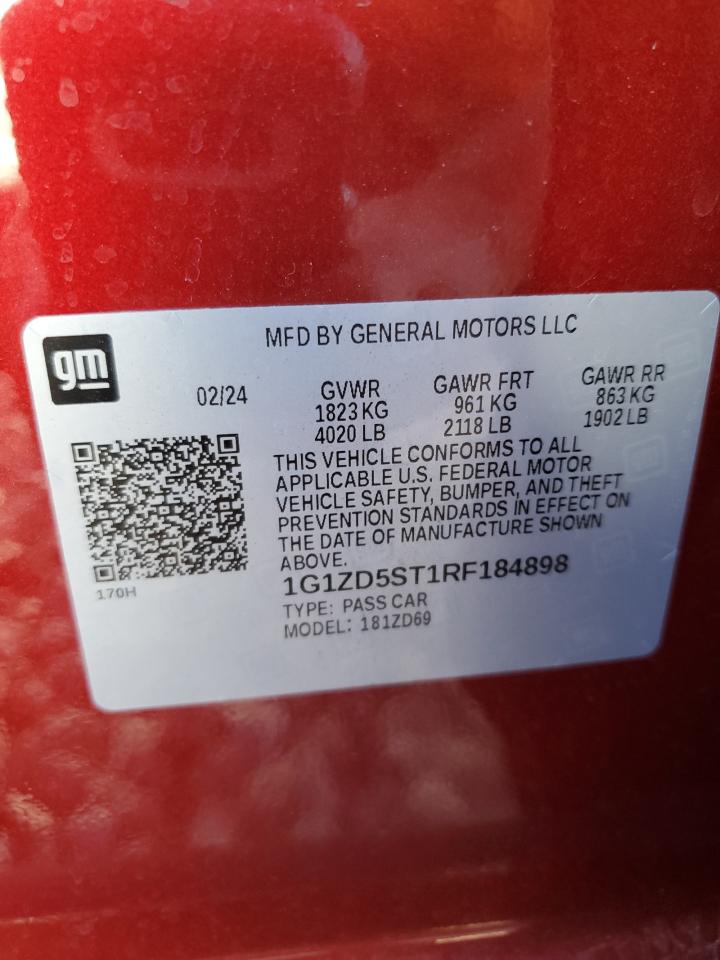 MFD BY GENERAL MOTORS LLC
gm
02/24
GVWR
1823 KG
4020 LB
GAWR FRT
961 KG
2118 LB
GAWR RR
863 KG
1902 LB
THIS VEHICLE CONFORMS TO ALL
APPLICABLE U.S. FEDERAL MOTOR
VEHICLE SAFETY, BUMPER, AND THEFT
PREVENTION STANDARDS IN EFFECT ON
THE DATE OF MANUFACTURE SHOWN
ABOVE.
170H
1G1ZD5ST1RF184898
TYPE: PASS CAR
MODEL: 181ZD69